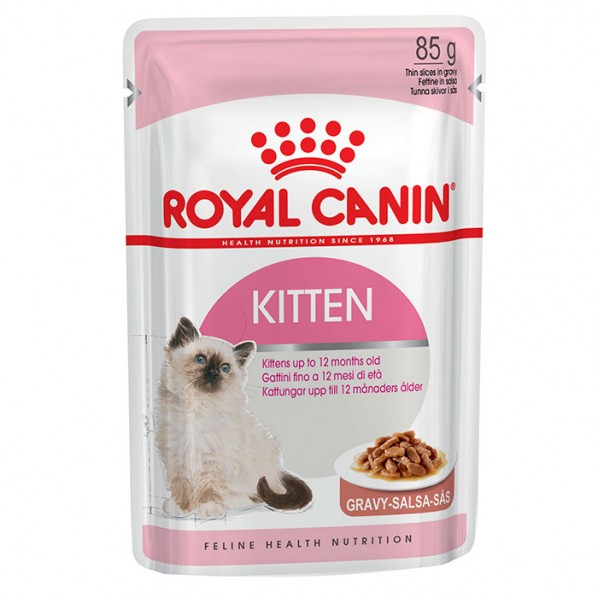 85 g
Thin slices in gravy
Fettine in salsa
Tunna skivor i sås
ROYAL CANIN®
HEALTH NUTRITION SINCE 1968
KITTEN
Kittens up to 12 months old
Gattini fino a 12 mesi di età
Kattungar upp till 12 månaders ålder
GRAVY-SALSA-SÅS
FELINE HEALTH NUTRITION